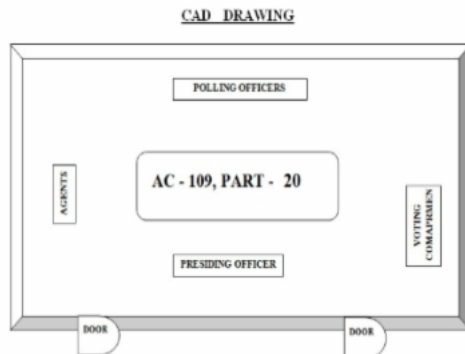 CAD DRAWING
POLLING OFFICERS
AGENTS
AC - 109, PART - 20
VOTING
COMAPRMEN
PRESIDING OFFICER
DOOR
DOOR